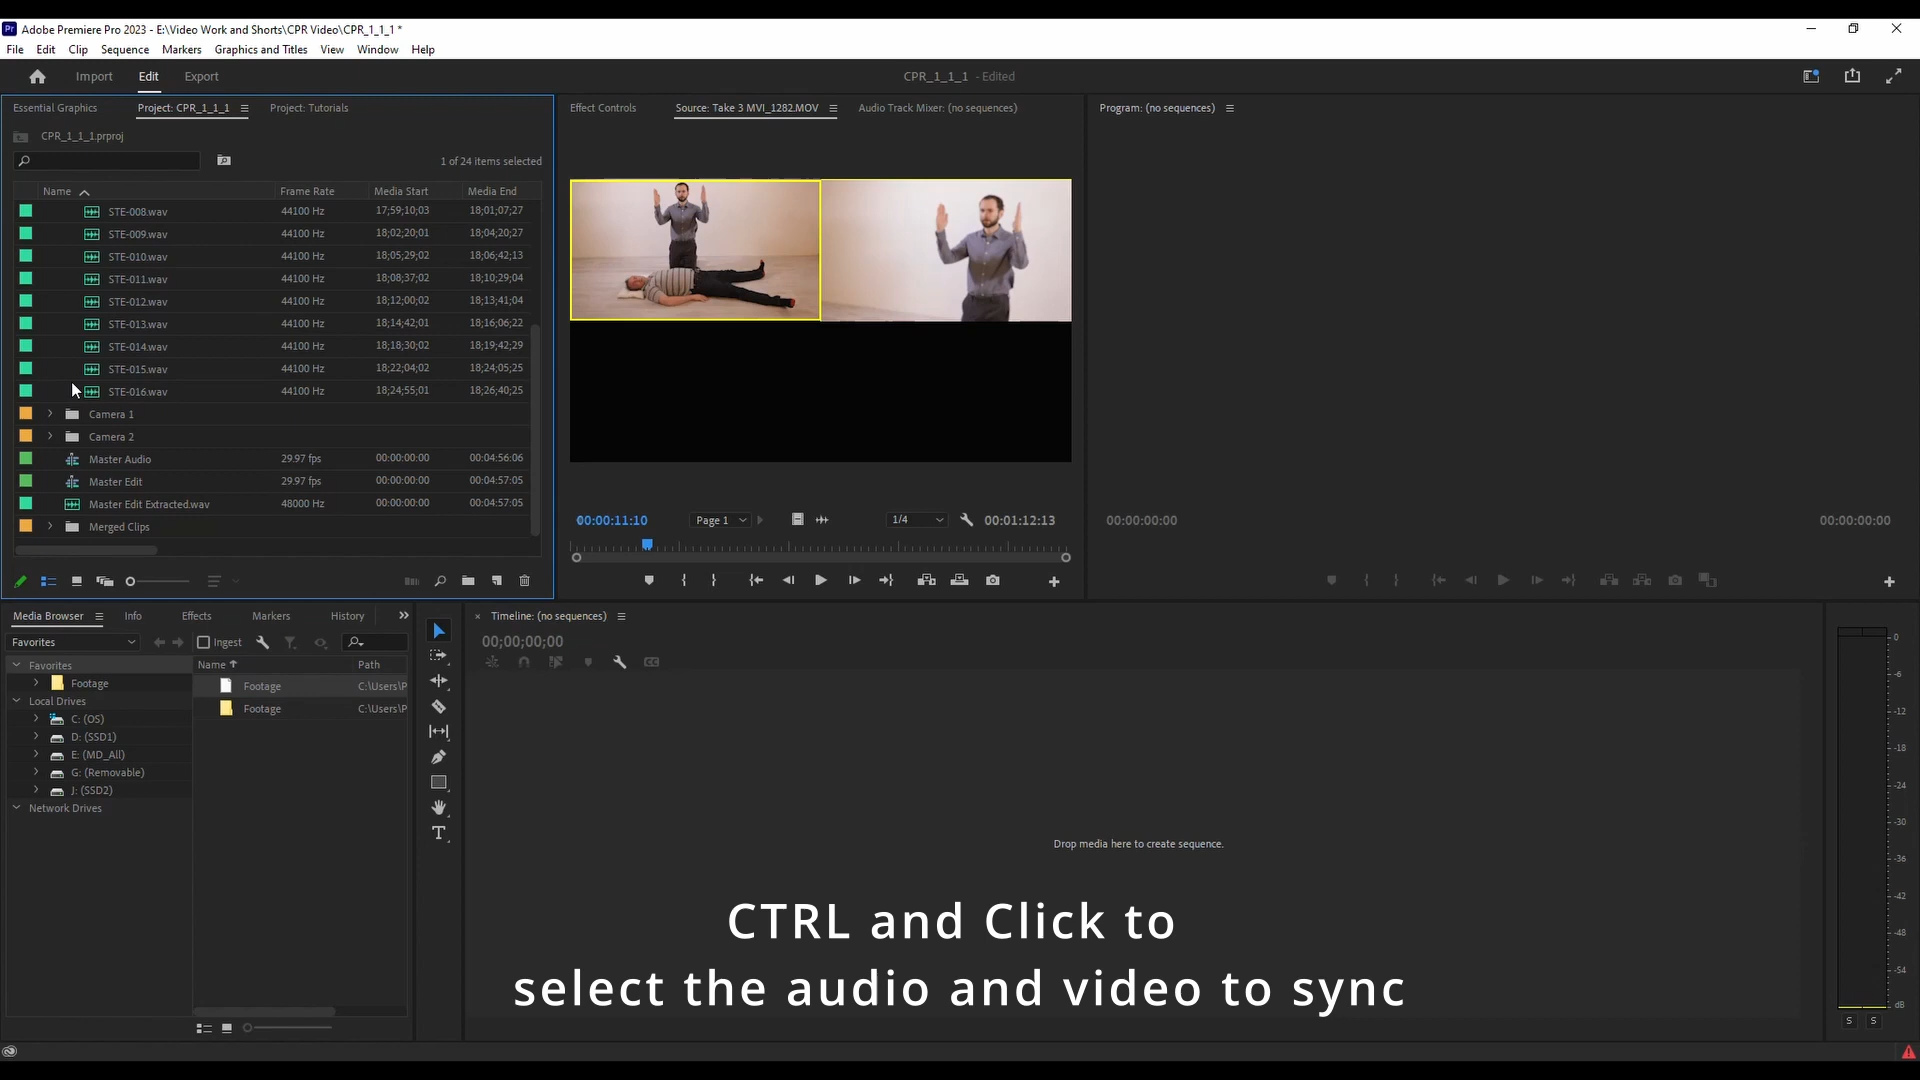 Adobe Premiere Pro 2023 - E:\Video Work and Shorts\CPR Video\CPR_1_1_1 *
File Edit Clip Sequence Markers Graphics and Titles View Window Help
Import Edit Export
CPR_1_1_1 - Edited
Essential Graphics Project: CPR_1_1_1 Project: Tutorials
CPR_1_1_1.prproj
1 of 24 items selected
Name Frame Rate Media Start Media End
STE-008.wav 44100 Hz 17;59;10;03 18;01;07;27
STE-009.wav 44100 Hz 18;02;20;01 18;04;20;27
STE-010.wav 44100 Hz 18;05;29;02 18;06;42;13
STE-011.wav 44100 Hz 18;08;37;02 18;10;29;04
STE-012.wav 44100 Hz 18;12;00;02 18;13;41;04
STE-013.wav 44100 Hz 18;14;42;01 18;16;06;22
STE-014.wav 44100 Hz 18;18;30;02 18;19;42;29
STE-015.wav 44100 Hz 18;22;04;02 18;24;05;25
STE-016.wav 44100 Hz 18;24;55;01 18;26;40;25
Camera 1
Camera 2
Master Audio 29.97 fps 00:00:00:00 00:04:56:06
Master Edit 29.97 fps 00:00:00:00 00:04:57:05
Master Edit Extracted.wav 48000 Hz 00:00:00:00 00:04:57:05
Merged Clips
Effect Controls Source: Take 3 MVI_1282.MOV Audio Track Mixer: (no sequences)
00:00:11:10 Page 1 1/4 00:01:12:13
Program: (no sequences)
00:00:00:00 00:00:00:00
Media Browser Info Effects Markers History
Favorites Ingest
Favorites
Footage
Local Drives
C: (OS)
D: (SSD1)
E: (MD_All)
G: (Removable)
J: (SSD2)
Network Drives
Name Path
Footage C:\Users\P
Footage C:\Users\P
T
Timeline: (no sequences)
00;00;00;00
CC
Drop media here to create sequence.
0
-6
-12
-18
-24
-30
-36
-42
-48
-54
dB
S S
CTRL and Click to
select the audio and video to sync